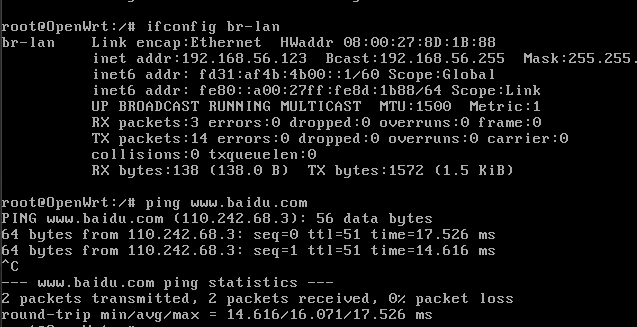 root@OpenWrt:/# ifconfig br-lan
br-lan    Link encap:Ethernet  HWaddr 08:00:27:8D:1B:88
          inet addr:192.168.56.123  Bcast:192.168.56.255  Mask:255.255.
          inet6 addr: fd31:af4b:4b00::1/60 Scope:Global
          inet6 addr: fe80::a00:27ff:fe8d:1b88/64 Scope:Link
          UP BROADCAST RUNNING MULTICAST  MTU:1500  Metric:1
          RX packets:3 errors:0 dropped:0 overruns:0 frame:0
          TX packets:14 errors:0 dropped:0 overruns:0 carrier:0
          collisions:0 txqueuelen:0
          RX bytes:138 (138.0 B)  TX bytes:1572 (1.5 KiB)
root@OpenWrt:/# ping www.baidu.com
PING www.baidu.com (110.242.68.3): 56 data bytes
64 bytes from 110.242.68.3: seq=0 ttl=51 time=17.526 ms
64 bytes from 110.242.68.3: seq=1 ttl=51 time=14.616 ms
^C
--- www.baidu.com ping statistics ---
2 packets transmitted, 2 packets received, 0% packet loss
round-trip min/avg/max = 14.616/16.071/17.526 ms